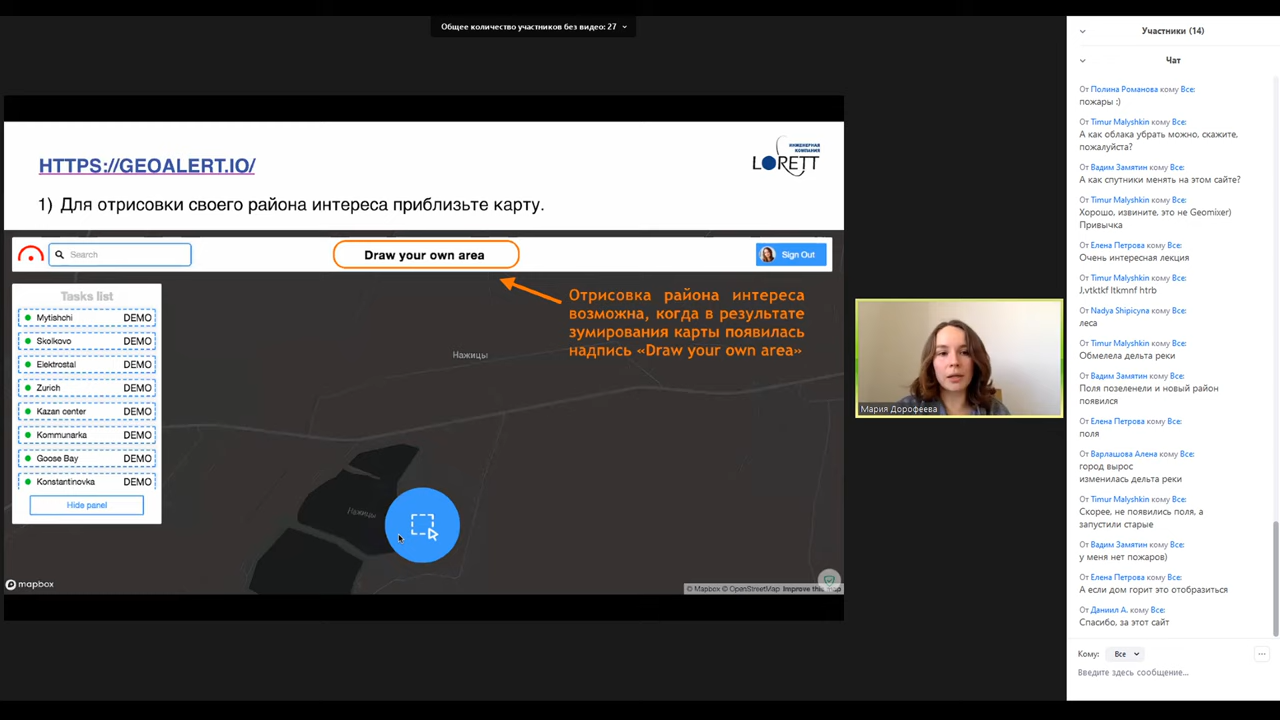 Общее количество участников без видео: 27
HTTPS://GEOALERT.IO/
ИНЖЕНЕРНАЯ
КОМПАНИЯ
LORETT
1) Для отрисовки своего района интереса приблизьте карту.
Search
Draw your own area
Sign Out
Tasks list
Mytishchi DEMO
Skolkovo DEMO
Elektrostal DEMO
Zurich DEMO
Kazan center DEMO
Kommunarka DEMO
Goose Bay DEMO
Konstantinovka DEMO
Hide panel
Отрисовка района интереса
возможна, когда в результате
зумирования карты появилась
надпись «Draw your own area»
Нажицы
Нажицы
mapbox
© Mapbox © OpenStreetMap Improve this map
Мария Дорофеева
Участники (14)
Чат
От Полина Романова кому Все:
пожары :)
От Timur Malyshkin кому Все:
А как облака убрать можно, скажите,
пожалуйста?
От Вадим Замятин кому Все:
А как спутники менять на этом сайте?
От Timur Malyshkin кому Все:
Хорошо, извините, это не Geomixer)
Привычка
От Елена Петрова кому Все:
Очень интересная лекция
От Timur Malyshkin кому Все:
J,vtktkf ltkmnf htrb
От Nadya Shipicyna кому Все:
леса
От Timur Malyshkin кому Все:
Обмелела дельта реки
От Вадим Замятин кому Все:
Поля позеленели и новый район
появился
От Елена Петрова кому Все:
поля
От Варлашова Алена кому Все:
город вырос
изменилась дельта реки
От Timur Malyshkin кому Все:
Скорее, не появились поля, а
запустили старые
От Вадим Замятин кому Все:
у меня нет пожаров)
От Елена Петрова кому Все:
А если дом горит это отобразиться
От Даниил А. кому Все:
Спасибо, за этот сайт
Кому: Все
Введите здесь сообщение...